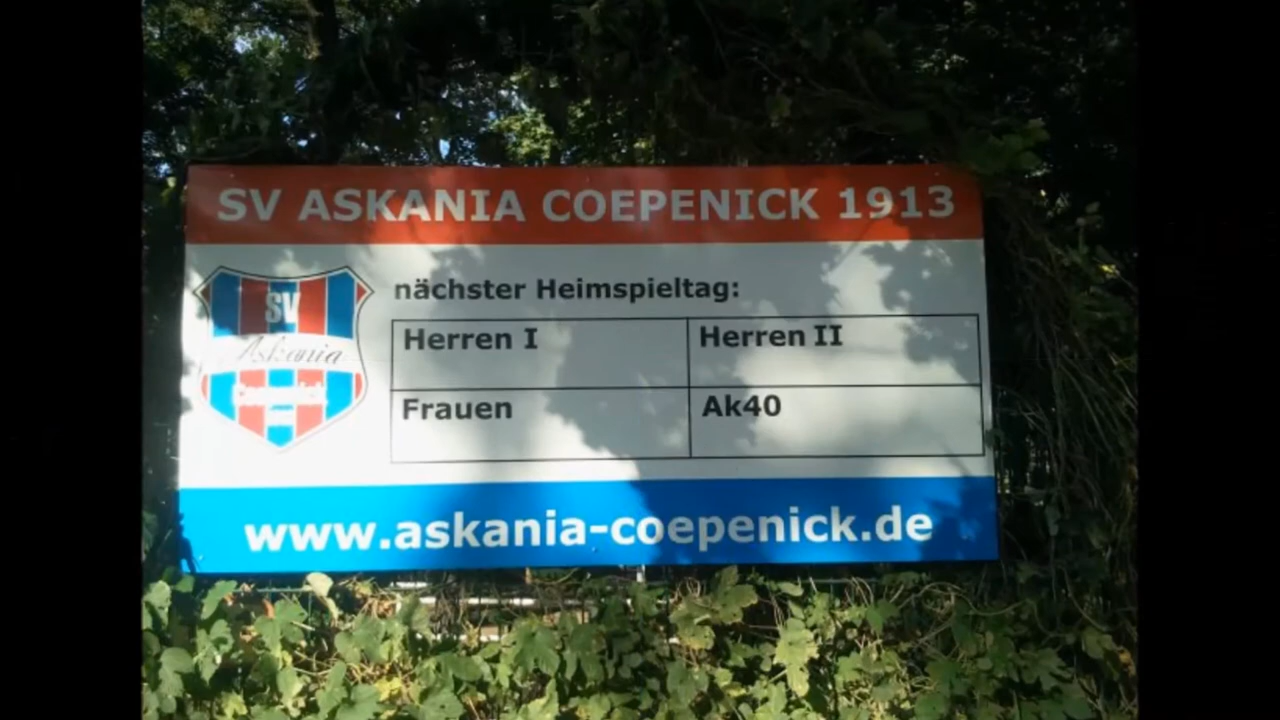 SV ASKANIA COEPENICK 1913
SV
Askania
nächster Heimspieltag:
Herren I
Herren II
Frauen
Ak40
www.askania-coepenick.de